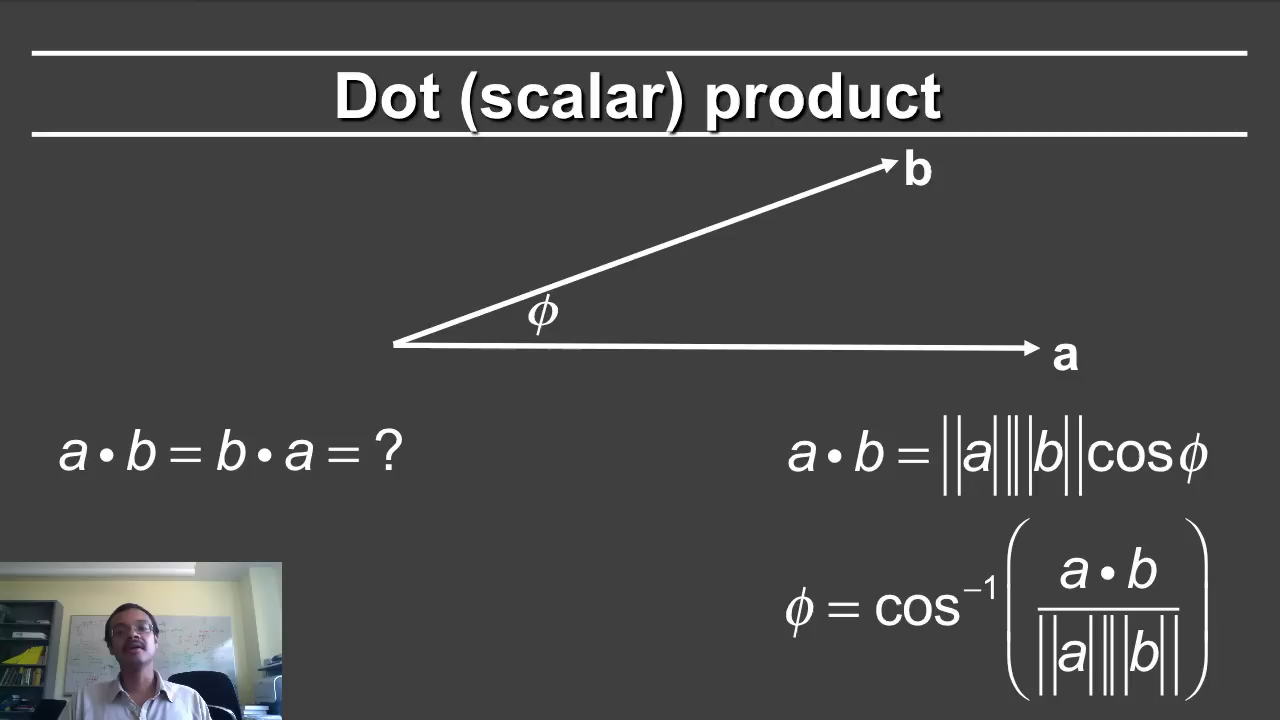 Dot (scalar) product
b
ϕ
a
a • b = b • a = ?
a • b = ||a|| ||b|| cos ϕ
ϕ = cos⁻¹ ( a • b / ||a|| ||b|| )